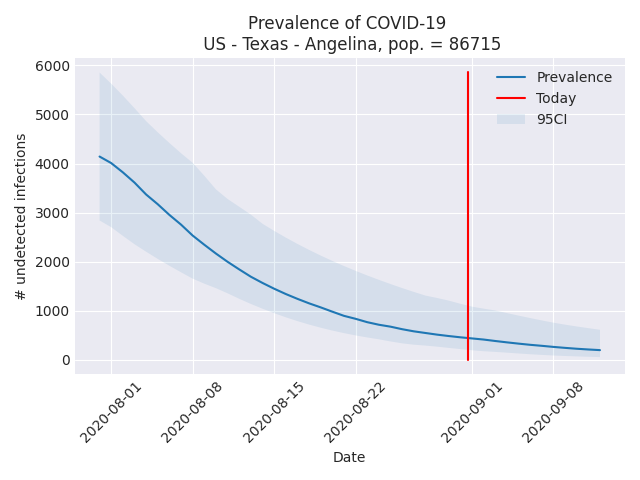 Prevalence of COVID-19
US - Texas - Angelina, pop. = 86715
Prevalence
Today
95CI
# undetected infections
6000
5000
4000
3000
2000
1000
0
2020-08-01
2020-08-08
2020-08-15
2020-08-22
2020-09-01
2020-09-08
Date